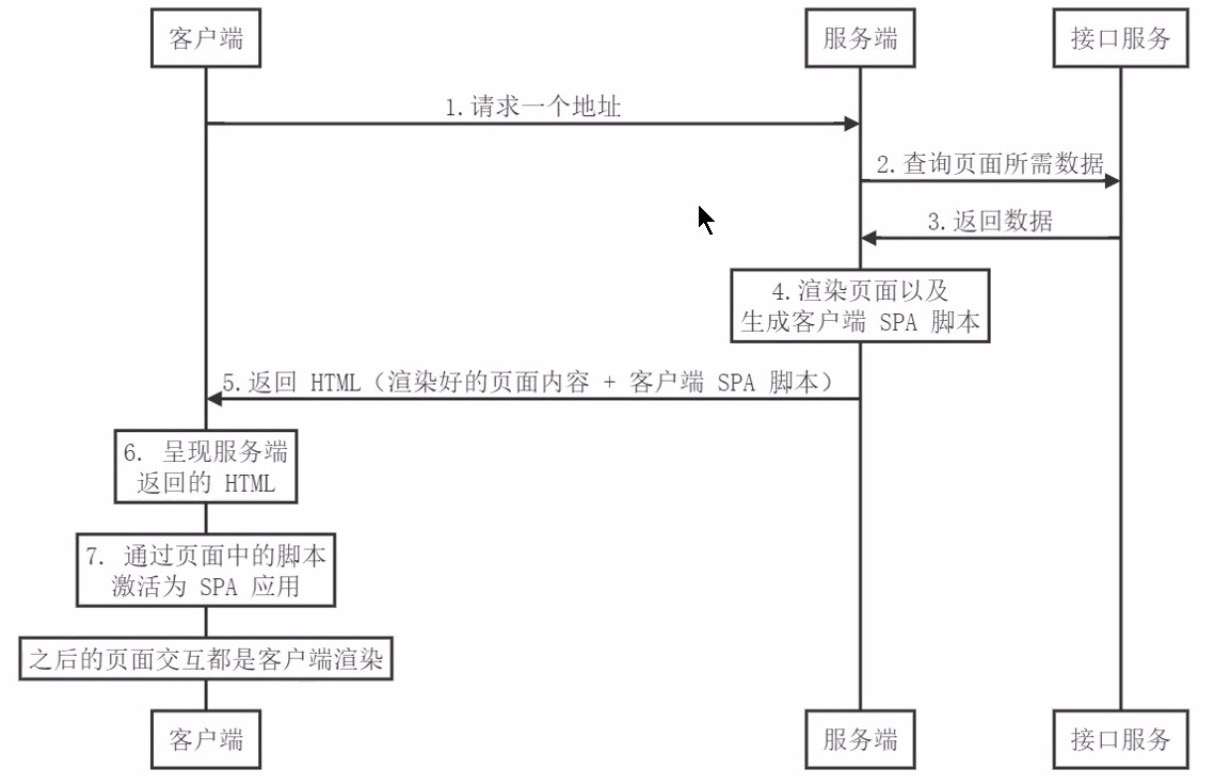 客户端
服务端
接口服务
1.请求一个地址
2.查询页面所需数据
3.返回数据
4.渲染页面以及
生成客户端 SPA 脚本
5.返回 HTML（渲染好的页面内容 + 客户端 SPA 脚本）
6. 呈现服务端
返回的 HTML
7. 通过页面中的脚本
激活为 SPA 应用
之后的页面交互都是客户端渲染
客户端
服务端
接口服务